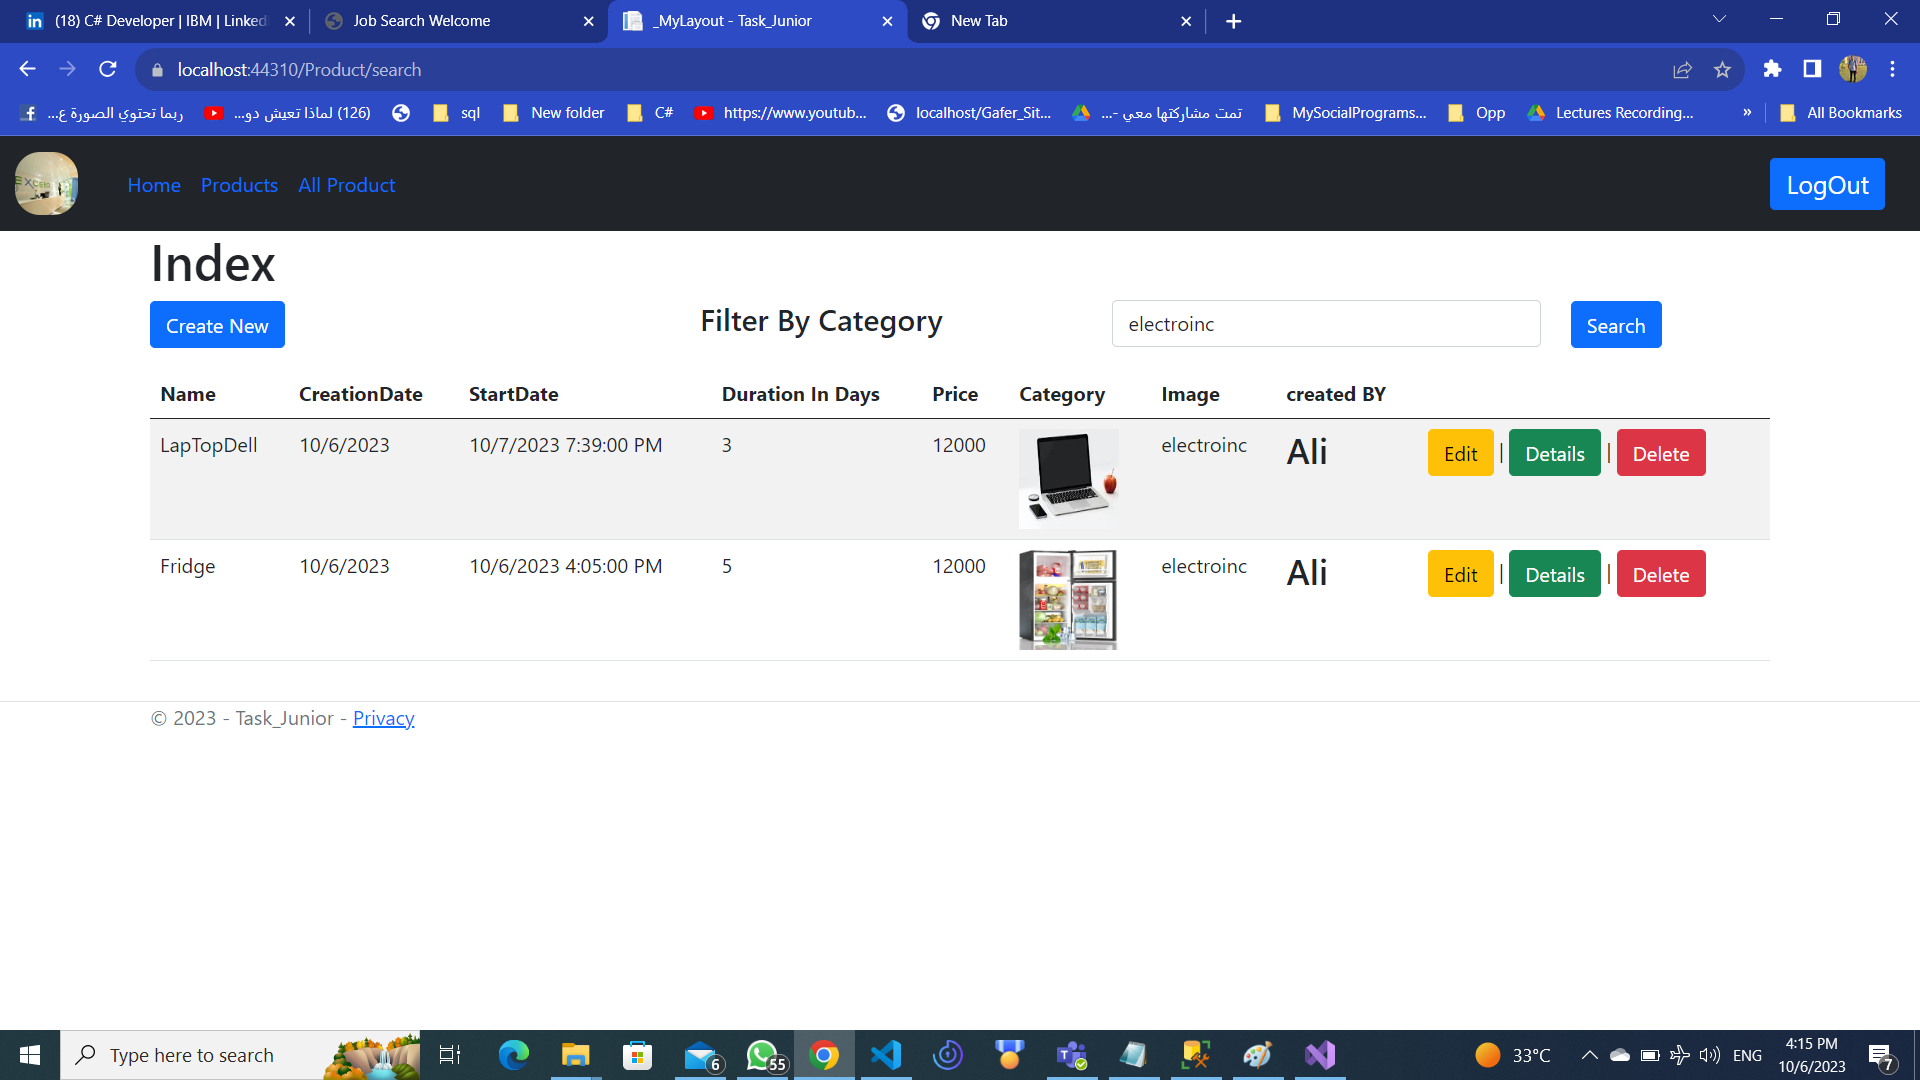 (18) C# Developer | IBM | Linked
Job Search Welcome
_MyLayout - Task_Junior
New Tab
localhost:44310/Product/search
ربما تحتوي الصورة ع...
(126) لماذا تعيش دو...
sql
New folder
C#
https://www.youtub...
localhost/Gafer_Sit...
تمت مشاركتها معي -...
MySocialPrograms...
Opp
Lectures Recording...
»
All Bookmarks
Home Products All Product
LogOut
Index
Create New
Filter By Category
electroinc
Search
Name CreationDate StartDate Duration In Days Price Category Image created BY
LapTopDell 10/6/2023 10/7/2023 7:39:00 PM 3 12000 electroinc Ali Edit | Details | Delete
Fridge 10/6/2023 10/6/2023 4:05:00 PM 5 12000 electroinc Ali Edit | Details | Delete
© 2023 - Task_Junior - Privacy
Type here to search
6
55
33°C
ENG
4:15 PM
10/6/2023
7